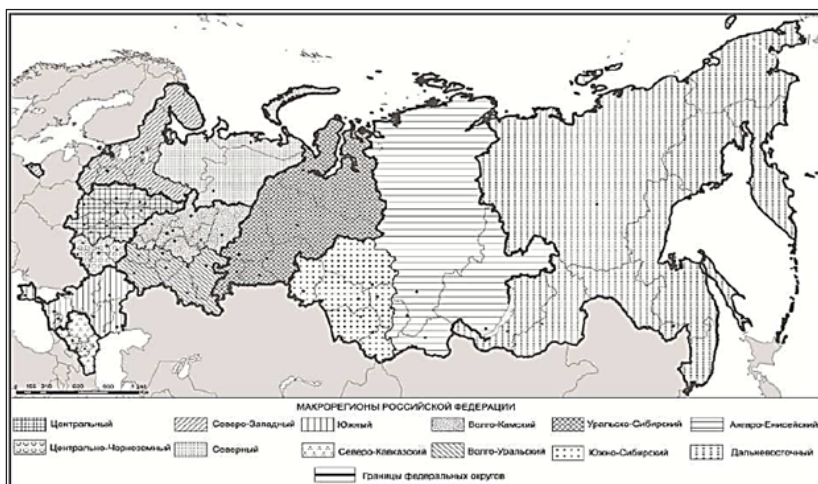 МАКРОРЕГИОНЫ РОССИЙСКОЙ ФЕДЕРАЦИИ
Центральный Северо-Западный Южный Волго-Камский Уральско-Сибирский Ангаро-Енисейский
Центрально-Черноземный Северный Северо-Кавказский Волго-Уральский Южно-Сибирский Дальневосточный
Границы федеральных округов